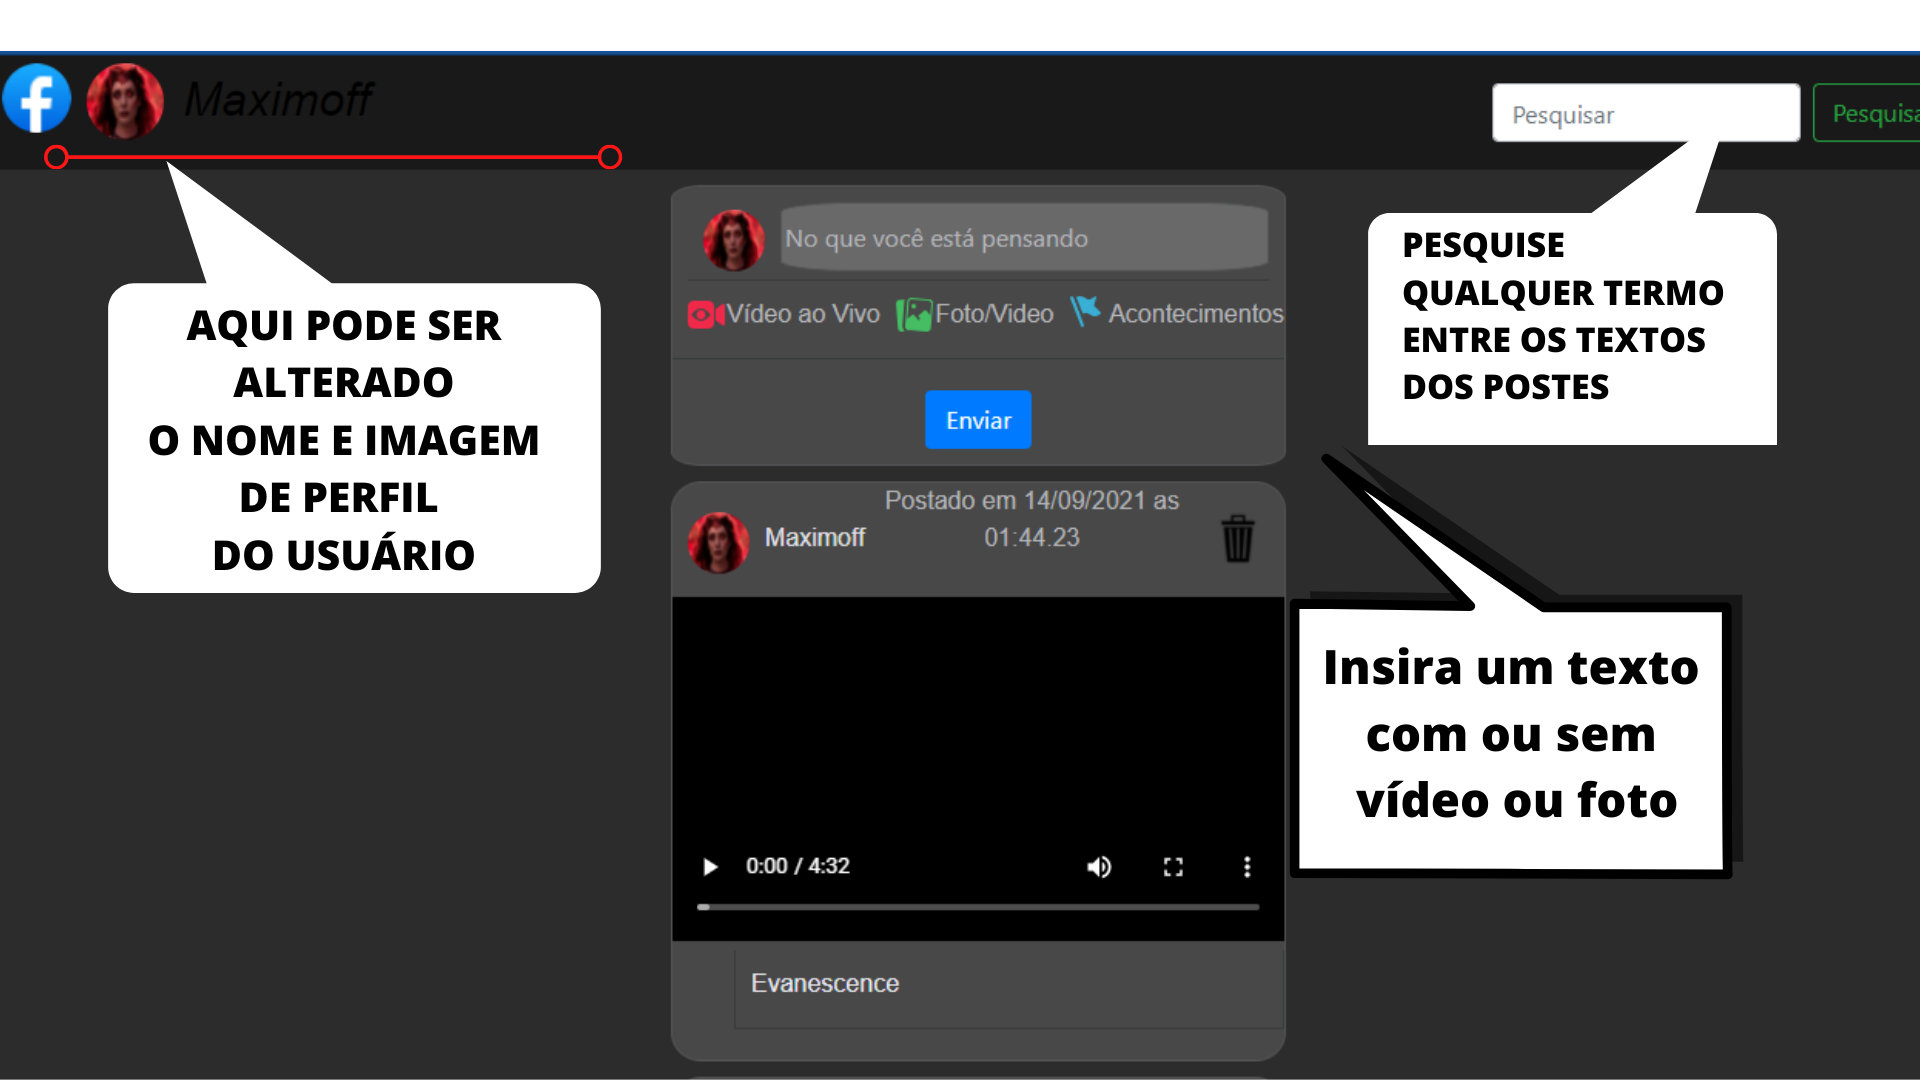 Maximoff
Pesquisar
Pesquisa
No que você está pensando
Vídeo ao Vivo Foto/Video Acontecimentos
Enviar
AQUI PODE SER
ALTERADO
O NOME E IMAGEM
DE PERFIL
DO USUÁRIO
PESQUISE
QUALQUER TERMO
ENTRE OS TEXTOS
DOS POSTES
Maximoff
Postado em 14/09/2021 as
01:44.23
Insira um texto
com ou sem
vídeo ou foto
0:00 / 4:32
Evanescence